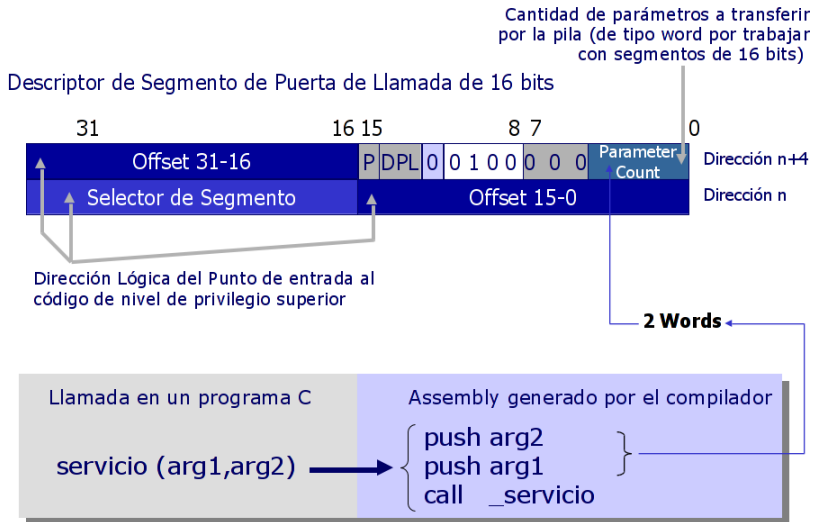 Cantidad de parámetros a transferir
por la pila (de tipo word por trabajar
con segmentos de 16 bits)
Descriptor de Segmento de Puerta de Llamada de 16 bits
31 16 15 8 7 0
Offset 31-16 P DPL 0 0 1 0 0 0 0 0 Parameter Count Dirección n+4
Selector de Segmento Offset 15-0 Dirección n
Dirección Lógica del Punto de entrada al
código de nivel de privilegio superior
2 Words
Llamada en un programa C
Assembly generado por el compilador
servicio (arg1,arg2)
push arg2
push arg1
call _servicio